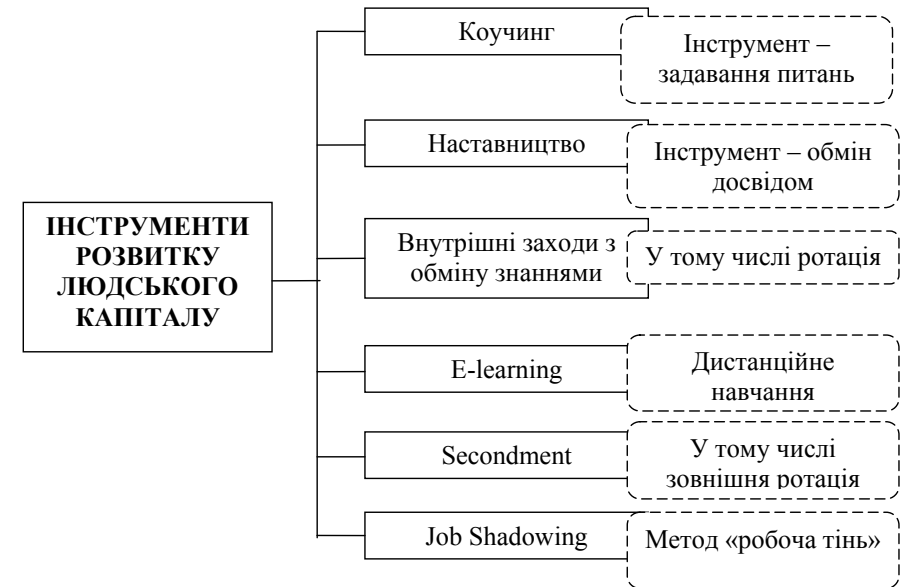 Коучинг
Інструмент –
задавання питань
Наставництво
Інструмент – обмін
досвідом
ІНСТРУМЕНТИ
РОЗВИТКУ
ЛЮДСЬКОГО
КАПІТАЛУ
Внутрішні заходи з
обміну знаннями
У тому числі ротація
E-learning
Дистанційне
навчання
Secondment
У тому числі
зовнішня ротація
Job Shadowing
Метод «робоча тінь»